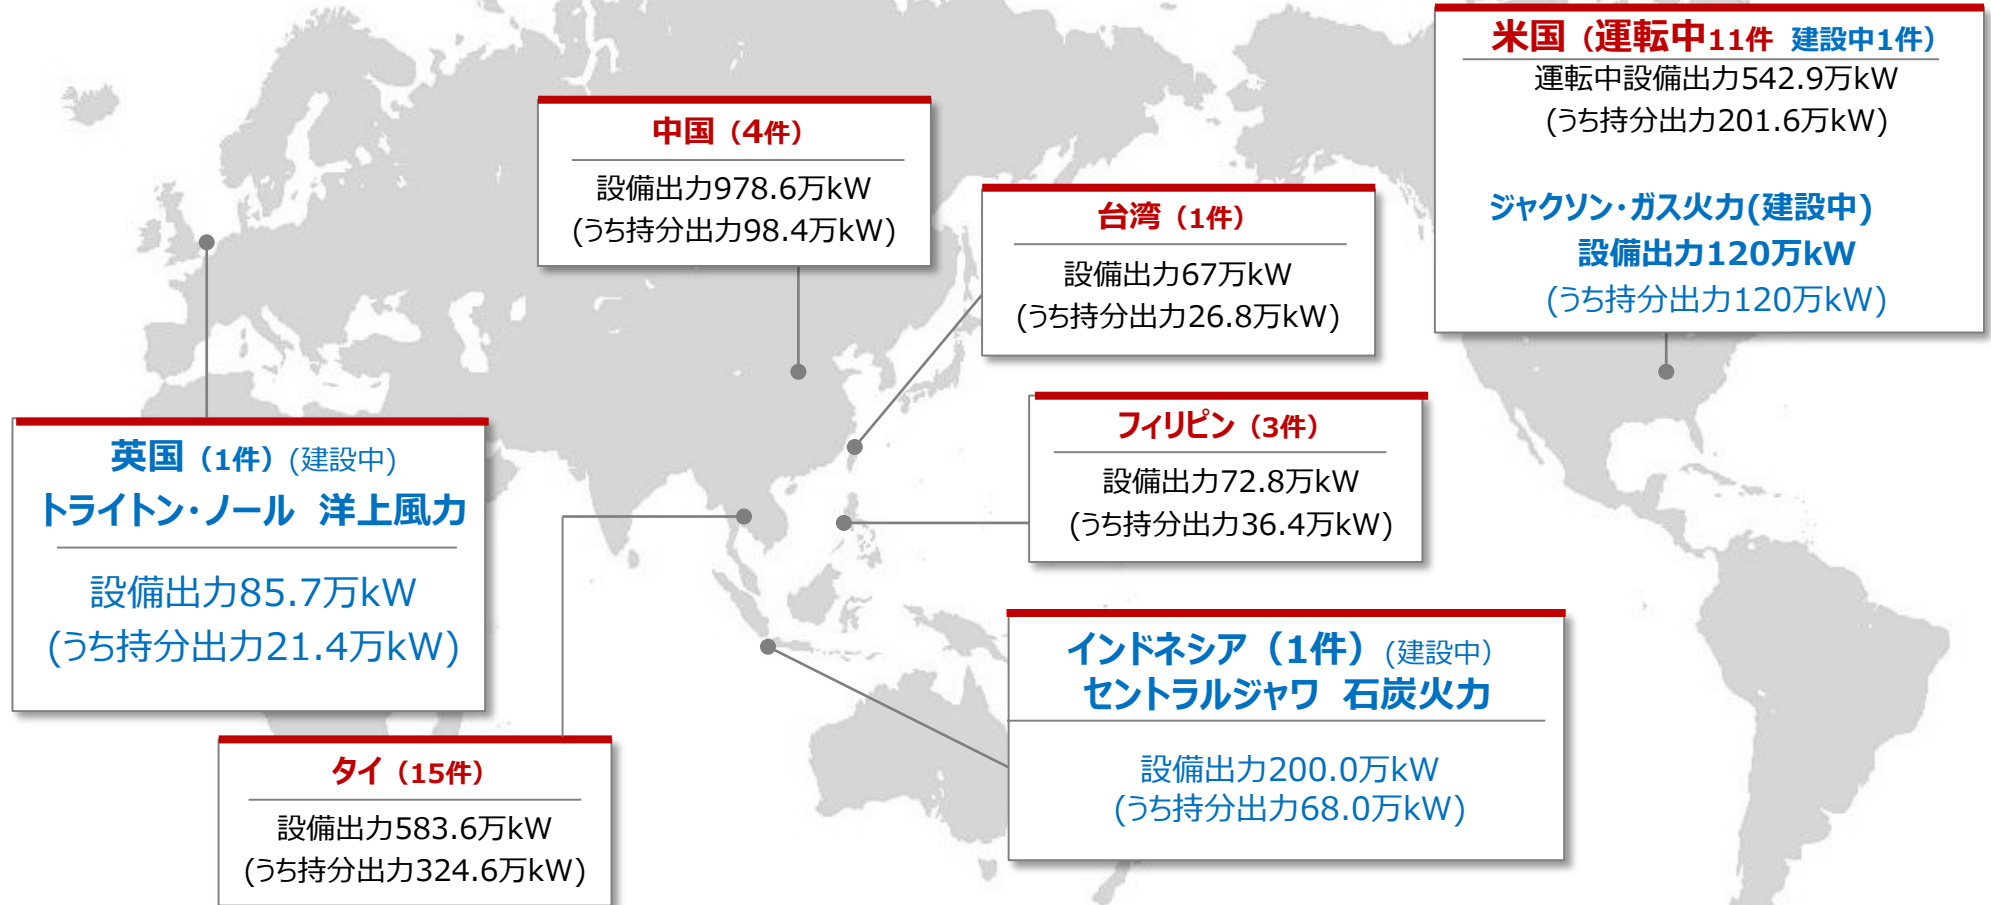 米国（運転中11件 建設中1件）
運転中設備出力542.9万kW
(うち持分出力201.6万kW)
ジャクソン・ガス火力(建設中)
設備出力120万kW
(うち持分出力120万kW)
中国（4件）
設備出力978.6万kW
(うち持分出力98.4万kW)
台湾（1件）
設備出力67万kW
(うち持分出力26.8万kW)
フィリピン（3件）
設備出力72.8万kW
(うち持分出力36.4万kW)
英国（1件）(建設中)
トライトン・ノール 洋上風力
設備出力85.7万kW
(うち持分出力21.4万kW)
インドネシア（1件）(建設中)
セントラルジャワ 石炭火力
設備出力200.0万kW
(うち持分出力68.0万kW)
タイ（15件）
設備出力583.6万kW
(うち持分出力324.6万kW)